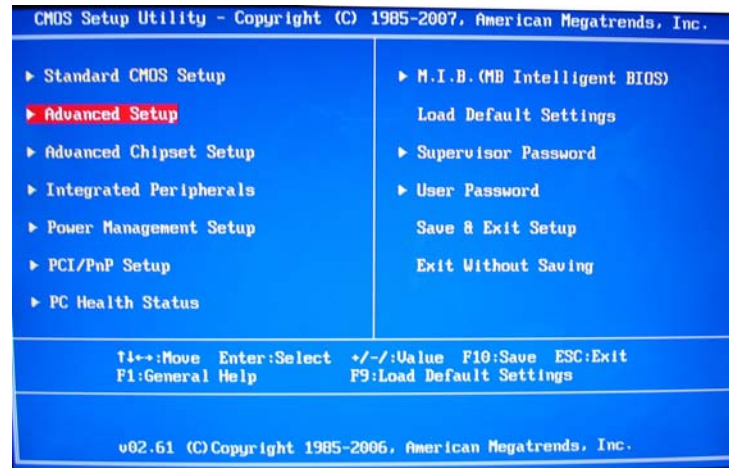 CMOS Setup Utility - Copyright (C) 1985-2007, American Megatrends, Inc.
▶ Standard CMOS Setup
▶ Advanced Setup
▶ Advanced Chipset Setup
▶ Integrated Peripherals
▶ Power Management Setup
▶ PCI/PnP Setup
▶ PC Health Status
▶ M.I.B.(MB Intelligent BIOS)
Load Default Settings
▶ Supervisor Password
▶ User Password
Save & Exit Setup
Exit Without Saving
↑↓←→:Move Enter:Select +/-/:Value F10:Save ESC:Exit
F1:General Help F9:Load Default Settings
v02.61 (C)Copyright 1985-2006, American Megatrends, Inc.